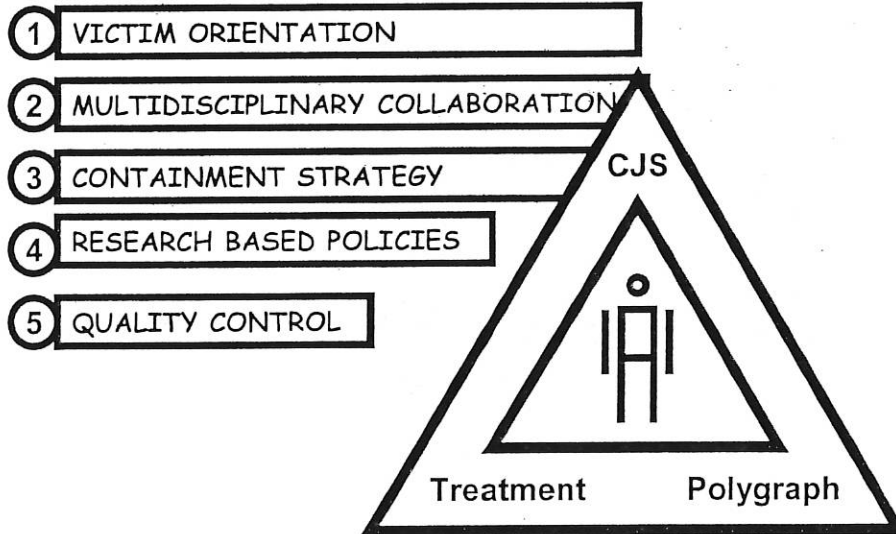 1 VICTIM ORIENTATION
2 MULTIDISCIPLINARY COLLABORATION
3 CONTAINMENT STRATEGY
4 RESEARCH BASED POLICIES
5 QUALITY CONTROL
CJS
Treatment Polygraph